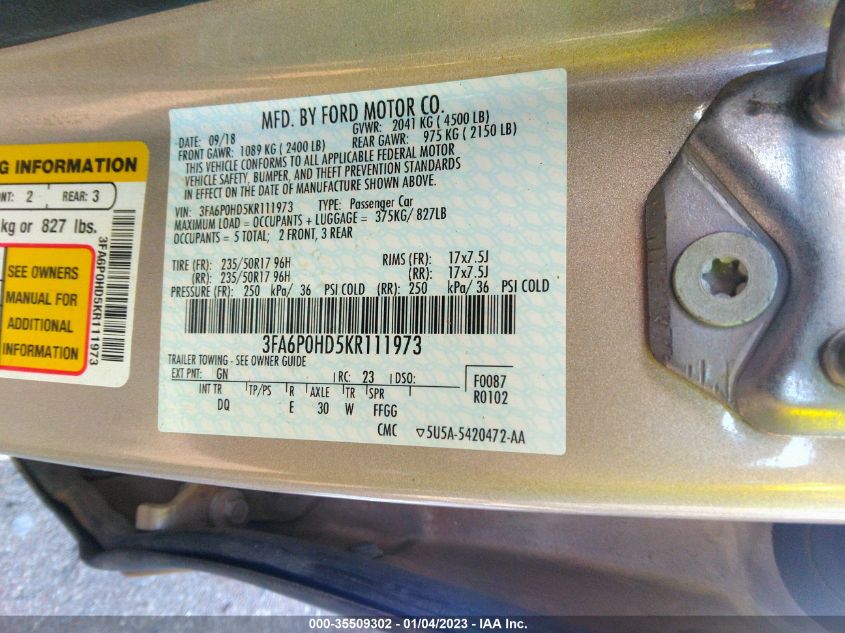 MFD. BY FORD MOTOR CO.
DATE: 09/18 GVWR: 2041 KG ( 4500 LB)
FRONT GAWR: 1089 KG ( 2400 LB) REAR GAWR: 975 KG ( 2150 LB)
THIS VEHICLE CONFORMS TO ALL APPLICABLE FEDERAL MOTOR
VEHICLE SAFETY, BUMPER, AND THEFT PREVENTION STANDARDS
IN EFFECT ON THE DATE OF MANUFACTURE SHOWN ABOVE.
VIN: 3FA6P0HD5KR111973 TYPE: Passenger Car
MAXIMUM LOAD = OCCUPANTS + LUGGAGE = 375KG/ 827LB
OCCUPANTS = 5 TOTAL; 2 FRONT, 3 REAR
TIRE (FR): 235/50R17 96H RIMS (FR): 17x7.5J
(RR): 235/50R17 96H (RR): 17x7.5J
PRESSURE (FR): 250 kPa/ 36 PSI COLD (RR): 250 kPa/ 36 PSI COLD
3FA6P0HD5KR111973
TRAILER TOWING - SEE OWNER GUIDE
EXT PNT: GN RC: 23 DSO: F0087
INT TR TP/PS R AXLE TR SPR R0102
DQ E 30 W FFGG
CMC ▽5U5A-5420472-AA
INFORMATION
2 REAR: 3
kg or 827 lbs.
SEE OWNERS
MANUAL FOR
ADDITIONAL
INFORMATION
3FA6P0HD5KR111973
000-35509302 - 01/04/2023 - IAA Inc.